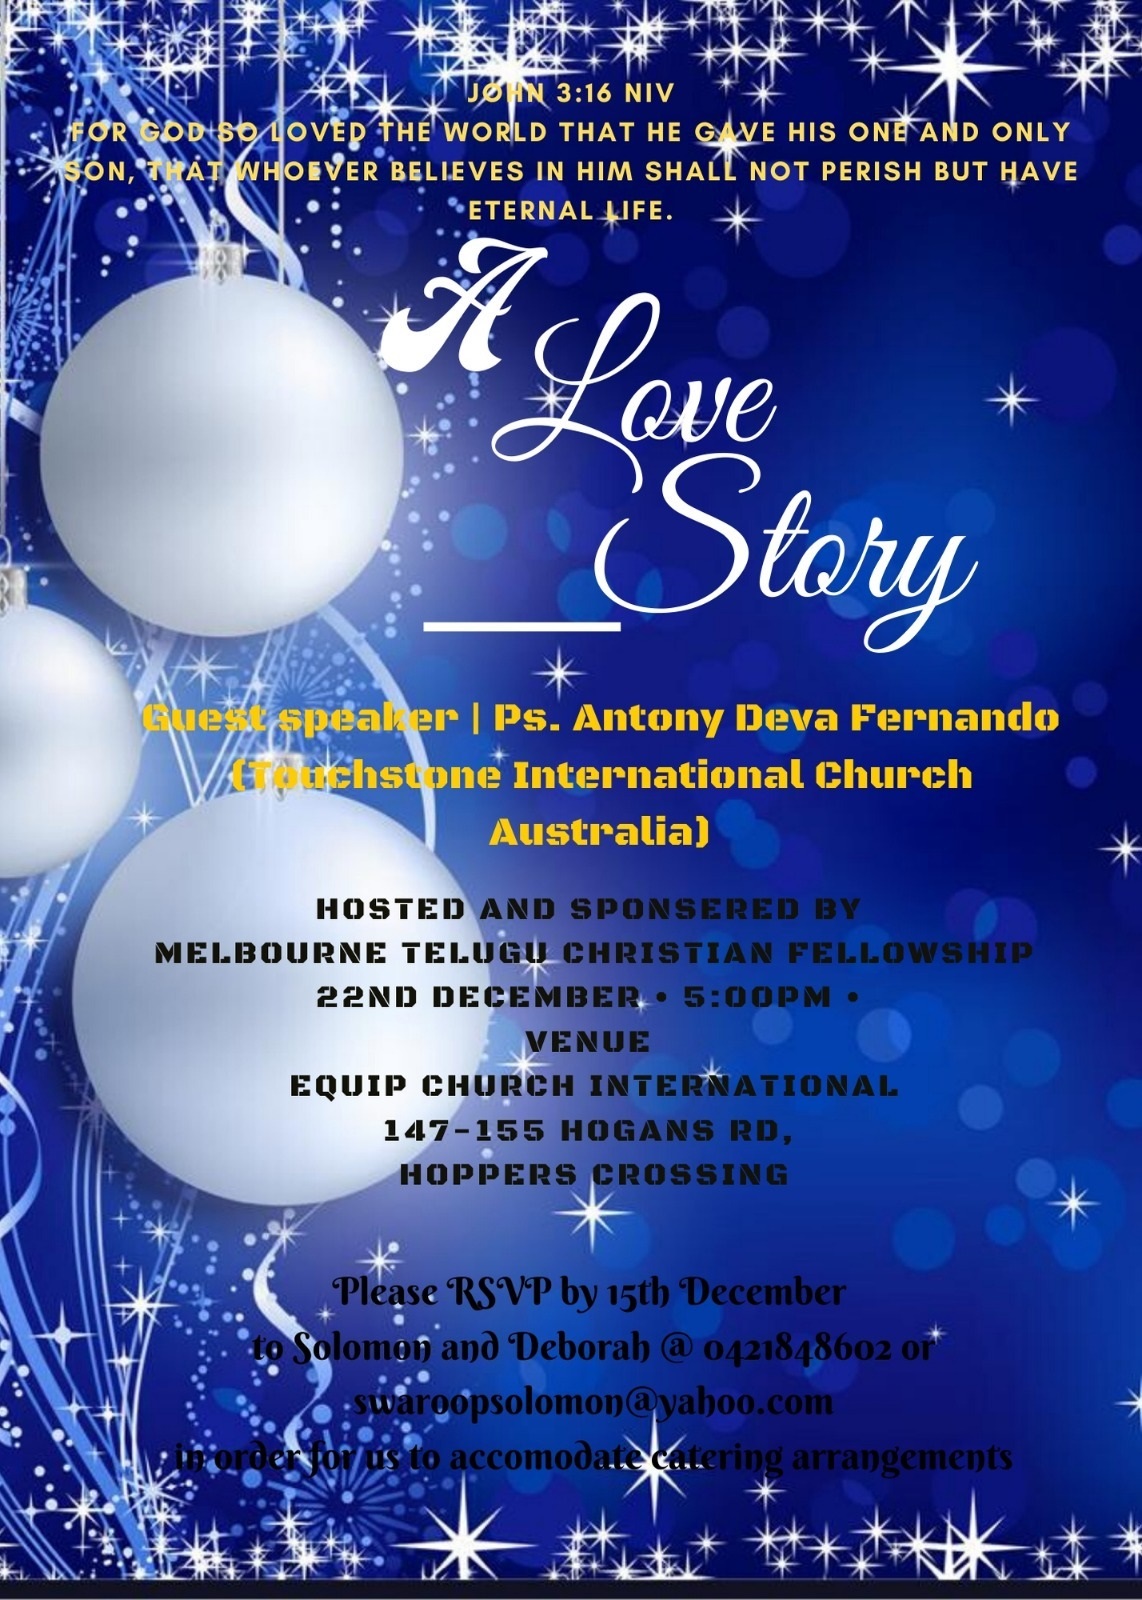 JOHN 3:16 NIV
FOR GOD SO LOVED THE WORLD THAT HE GAVE HIS ONE AND ONLY
SON, THAT WHOEVER BELIEVES IN HIM SHALL NOT PERISH BUT HAVE
ETERNAL LIFE.
A
Love
Story
Guest speaker | Ps. Antony Deva Fernando
(Touchstone International Church
Australia)
HOSTED AND SPONSERED BY
MELBOURNE TELUGU CHRISTIAN FELLOWSHIP
22ND DECEMBER • 5:00PM •
VENUE
EQUIP CHURCH INTERNATIONAL
147-155 HOGANS RD,
HOPPERS CROSSING
Please RSVP by 15th December
to Solomon and Deborah @ 0421848602 or
swaroopsolomon@yahoo.com
in order for us to accomodate catering arrangements